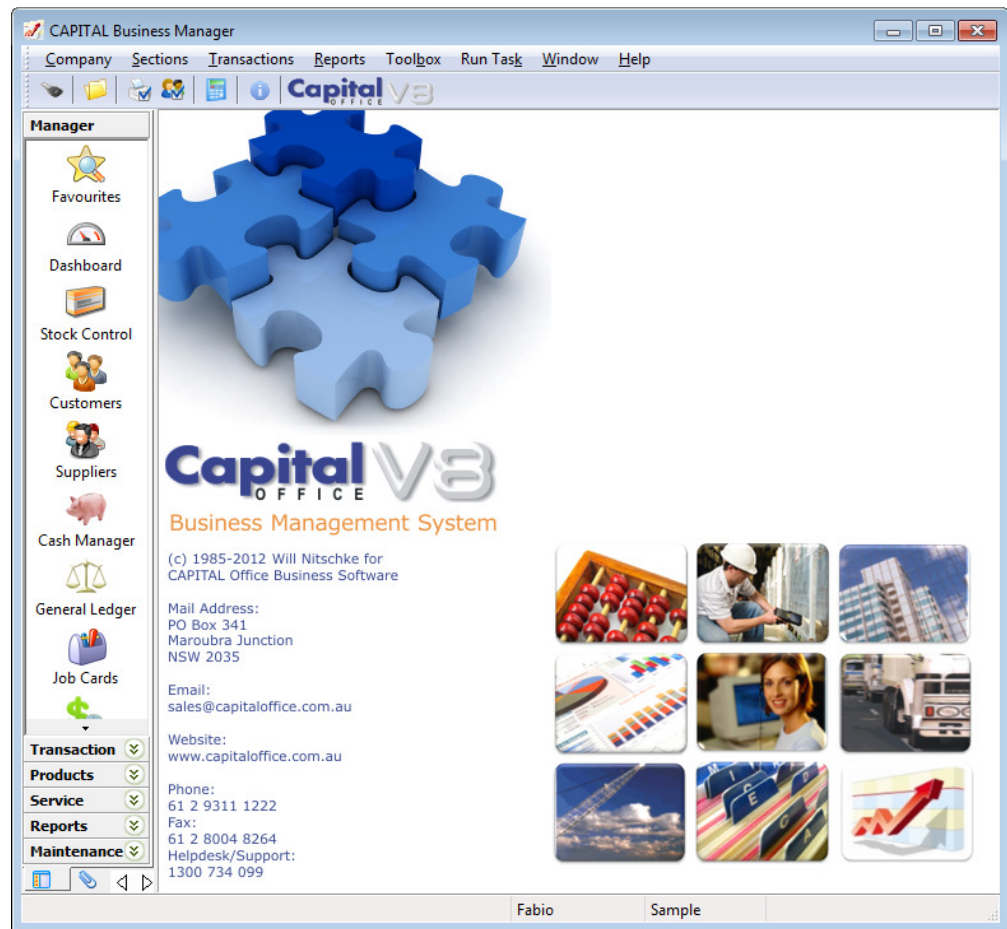 CAPITAL Business Manager
Company Sections Transactions Reports Toolbox Run Task Window Help
Capital OFFICE V8
Manager
Favourites
Dashboard
Stock Control
Customers
Suppliers
Cash Manager
General Ledger
Job Cards
Transaction
Products
Service
Reports
Maintenance
Capital V8
OFFICE
Business Management System
(c) 1985-2012 Will Nitschke for
CAPITAL Office Business Software
Mail Address:
PO Box 341
Maroubra Junction
NSW 2035
Email:
sales@capitaloffice.com.au
Website:
www.capitaloffice.com.au
Phone:
61 2 9311 1222
Fax:
61 2 8004 8264
Helpdesk/Support:
1300 734 099
M I C
E D
G A
Fabio Sample